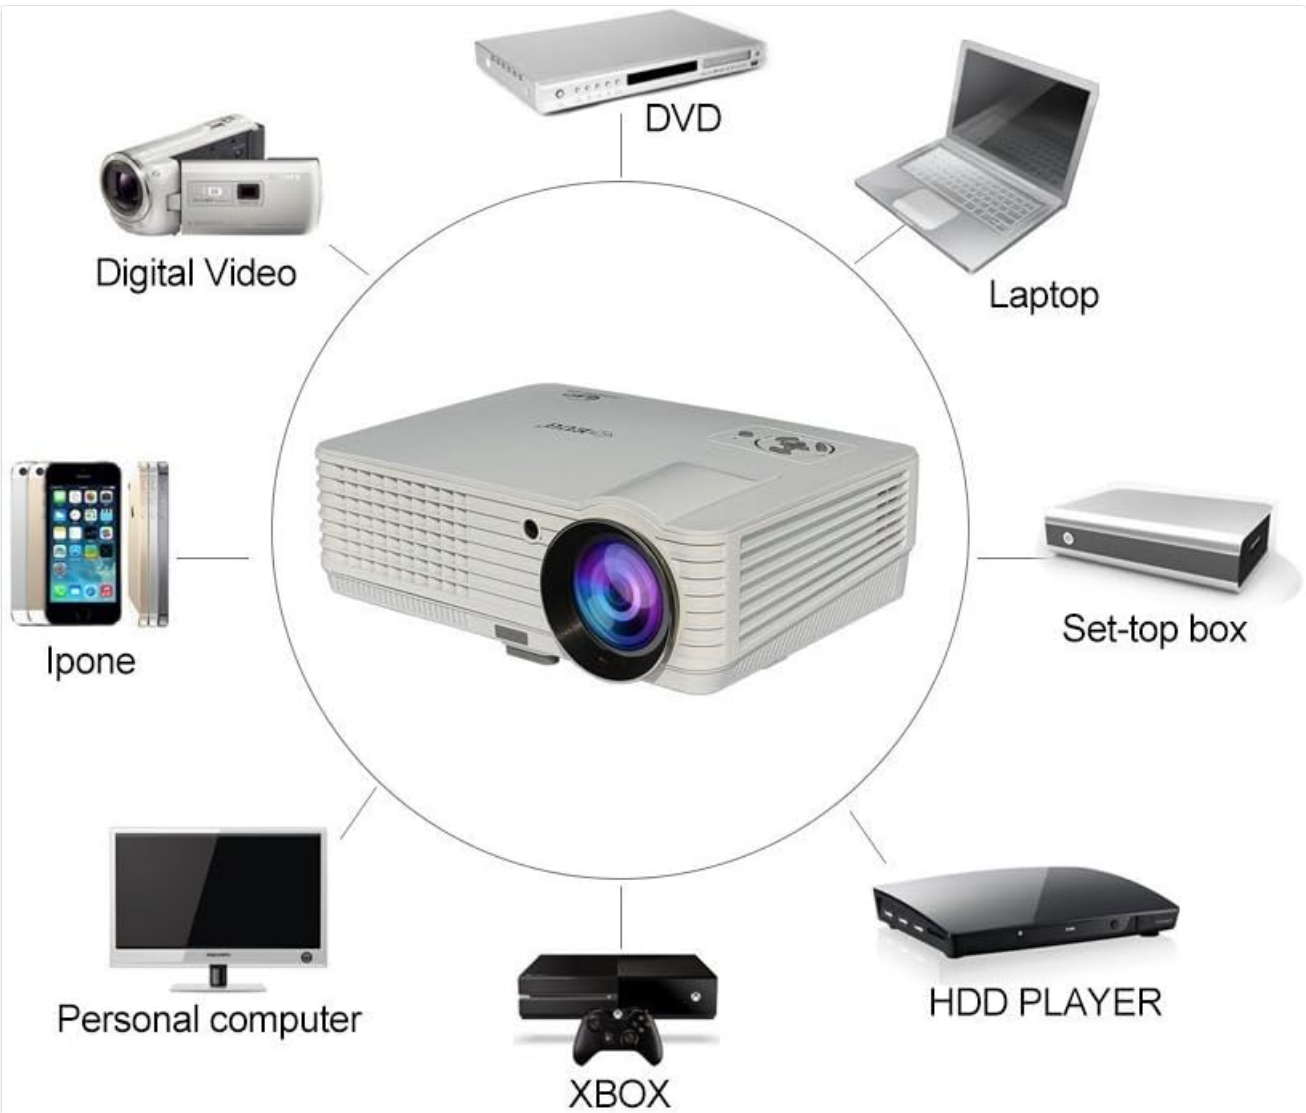 DVD
Digital Video
Laptop
Ipone
Set-top box
Personal computer
HDD PLAYER
XBOX